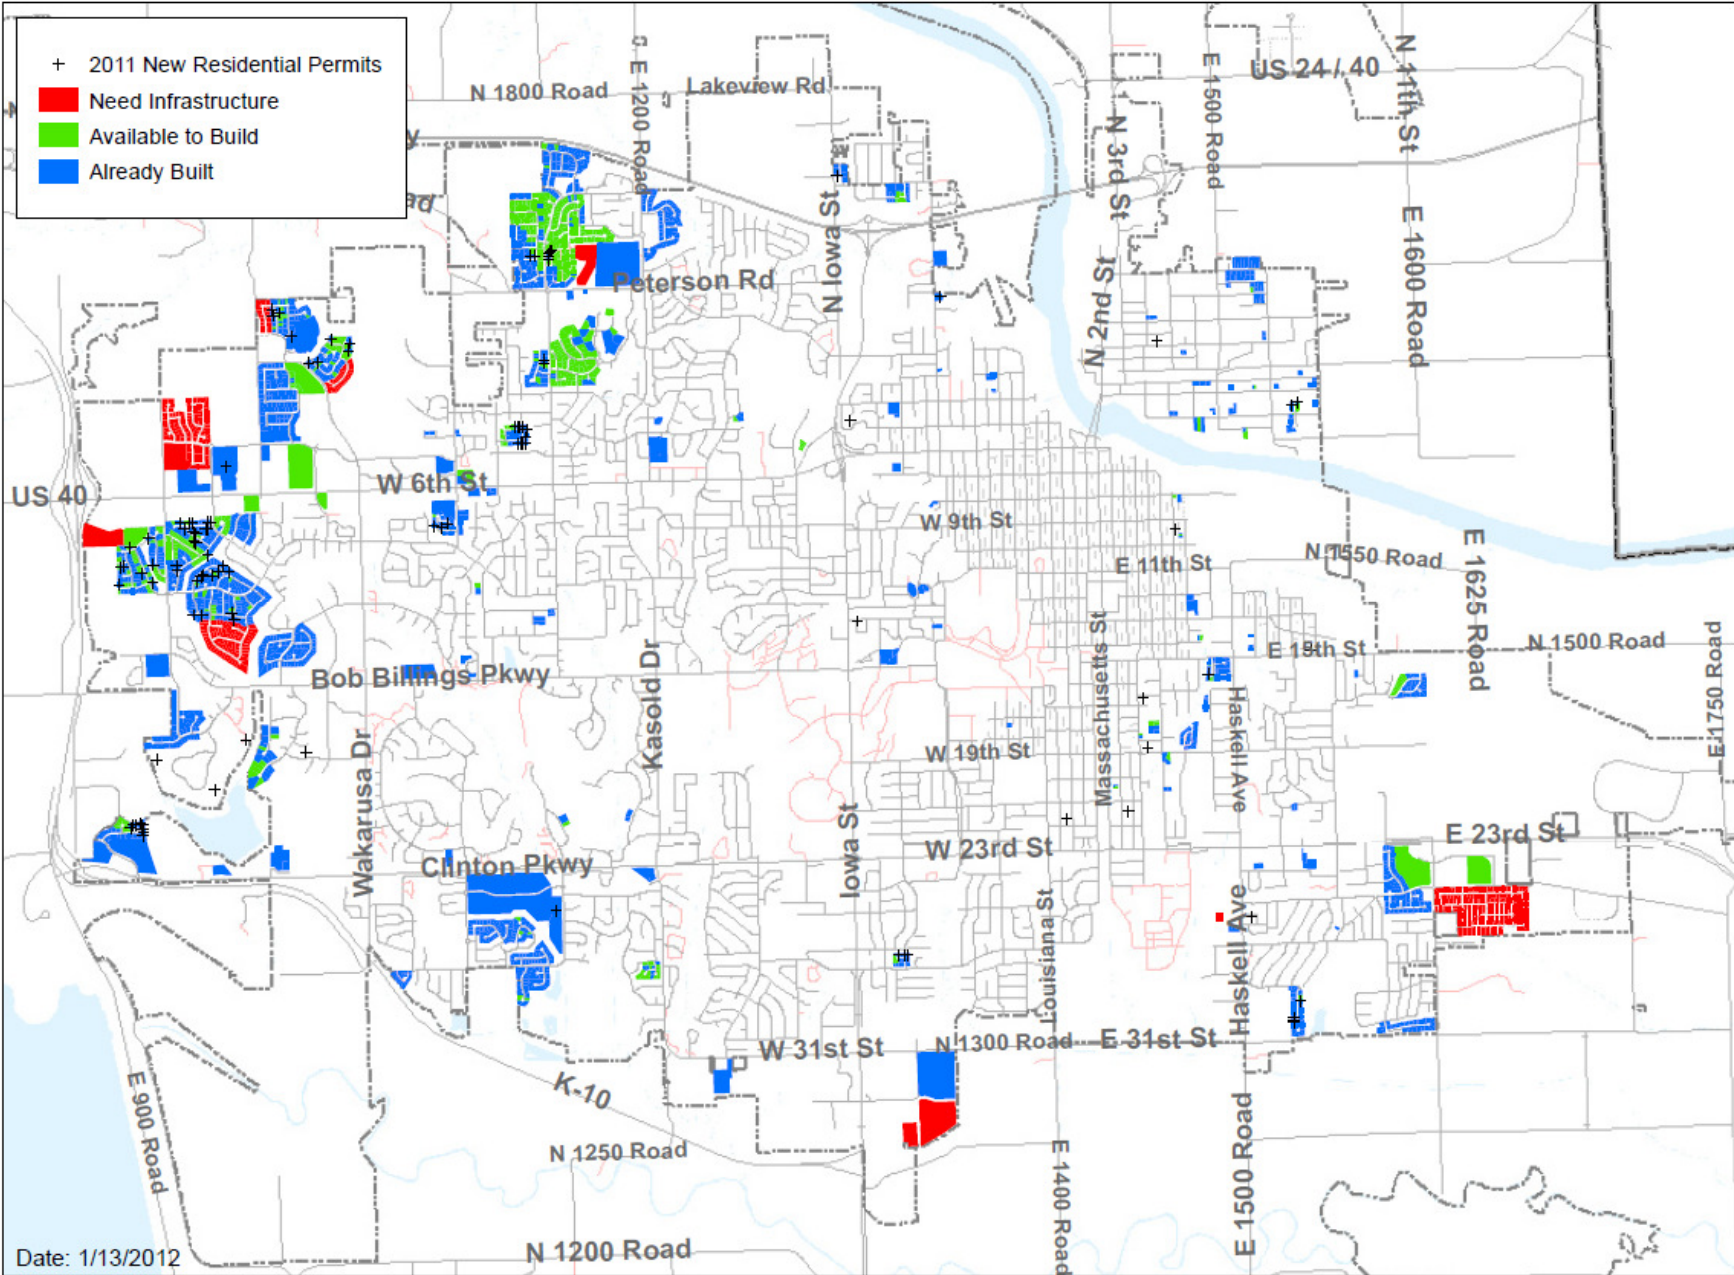 2011 New Residential Permits
Need Infrastructure
Available to Build
Already Built
N 1800 Road
Lakeview Rd
E 1200 Road
US 24 / 40
N 11th St
E 1500 Road
N 3rd St
N Iowa St
Peterson Rd
N 2nd St
E 1600 Road
US 40
W 6th St
W 9th St
E 11th St
N 1550 Road
E 1625 Road
E 19th St
N 1500 Road
Bob Billings Pkwy
Kasold Dr
Massachusetts St
Haskell Ave
E 1750 Road
Wakarusa Dr
W 19th St
Iowa St
Clinton Pkwy
W 23rd St
E 23rd St
Louisiana St
Haskell Ave
W 31st St
N 1300 Road
E 31st St
K-10
E 900 Road
N 1250 Road
E 1400 Road
E 1500 Road
N 1200 Road
Date: 1/13/2012